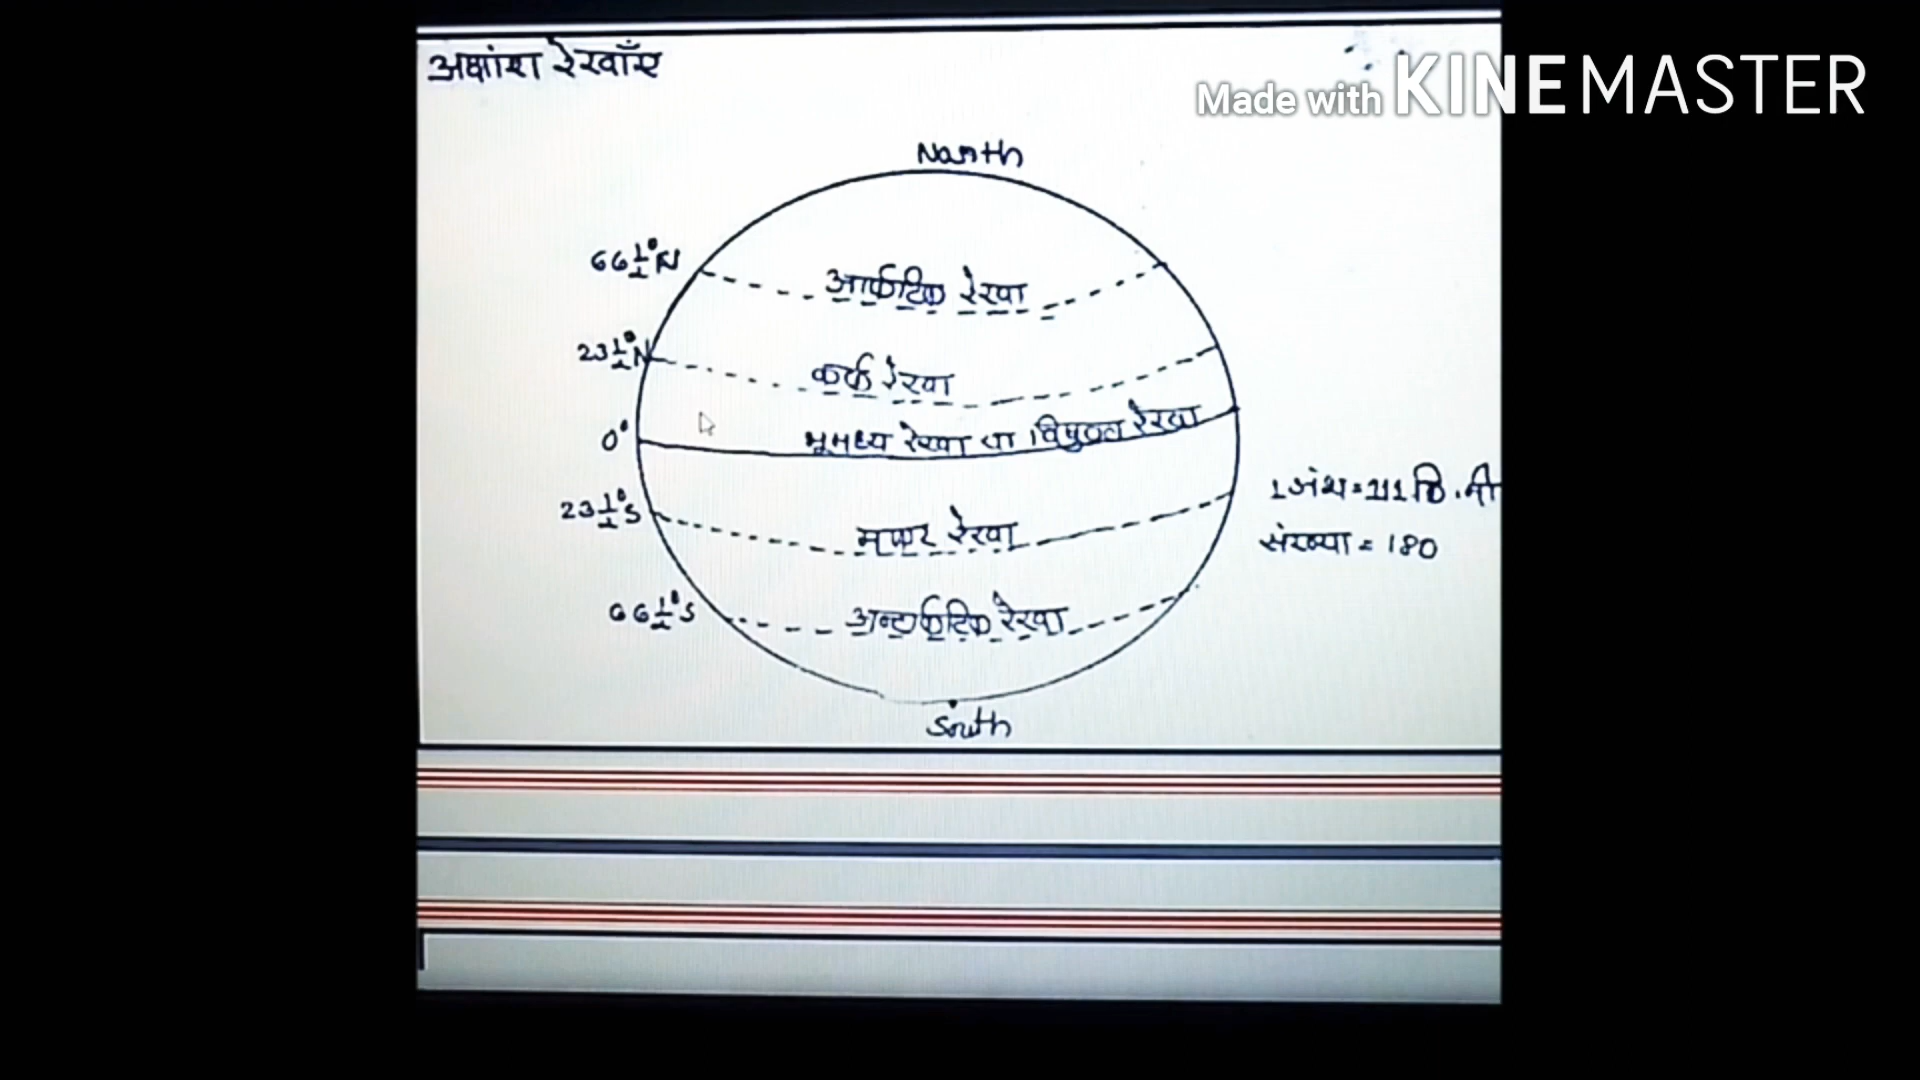 अक्षांश रेखाएँ
Made with KINEMASTER
North
66½°N
आर्कटिक रेखा
23½°N
कर्क रेखा
0°
भूमध्य रेखा या विषुवत रेखा
23½°S
मकर रेखा
1अंश=111 कि.मी
संख्या = 180
66½°S
अन्टार्कटिक रेखा
South